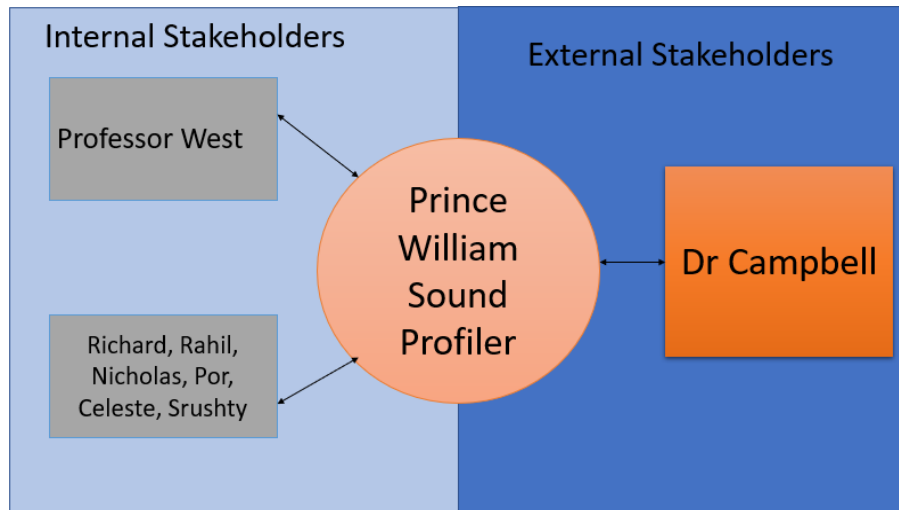 Internal Stakeholders
External Stakeholders
Professor West
Prince
William
Sound
Profiler
Dr Campbell
Richard, Rahil,
Nicholas, Por,
Celeste, Srushty